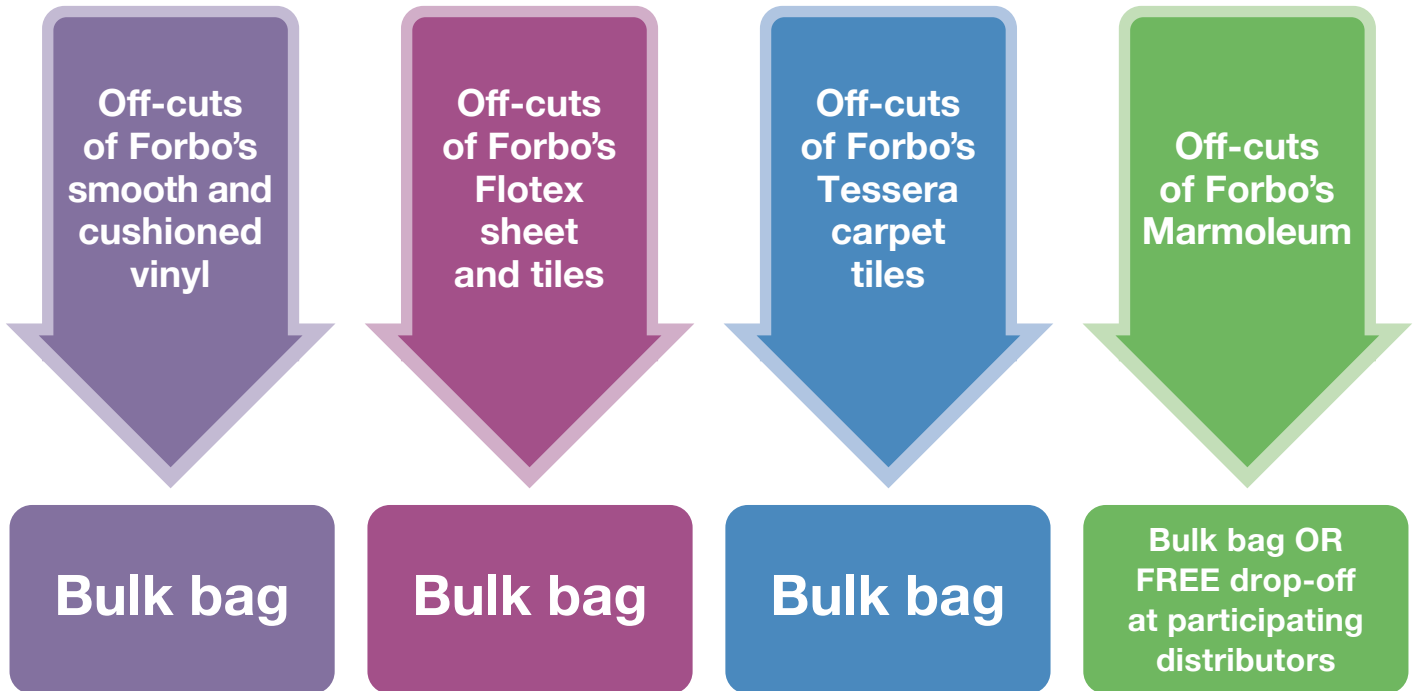 Off-cuts
of Forbo’s
smooth and
cushioned
vinyl
Off-cuts
of Forbo’s
Flotex
sheet
and tiles
Off-cuts
of Forbo’s
Tessera
carpet
tiles
Off-cuts
of Forbo’s
Marmoleum
Bulk bag
Bulk bag
Bulk bag
Bulk bag OR
FREE drop-off
at participating
distributors